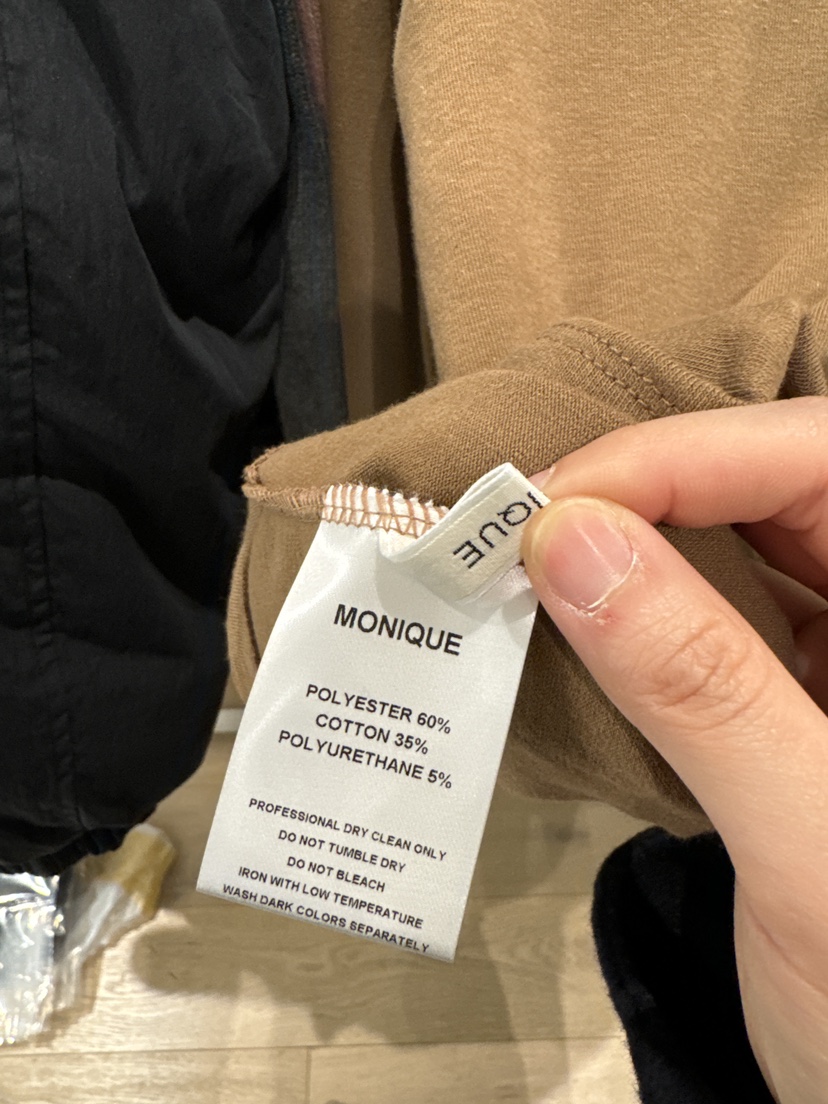 IQUE
MONIQUE
POLYESTER 60%
COTTON 35%
POLYURETHANE 5%
PROFESSIONAL DRY CLEAN ONLY
DO NOT TUMBLE DRY
DO NOT BLEACH
IRON WITH LOW TEMPERATURE
WASH DARK COLORS SEPARATELY